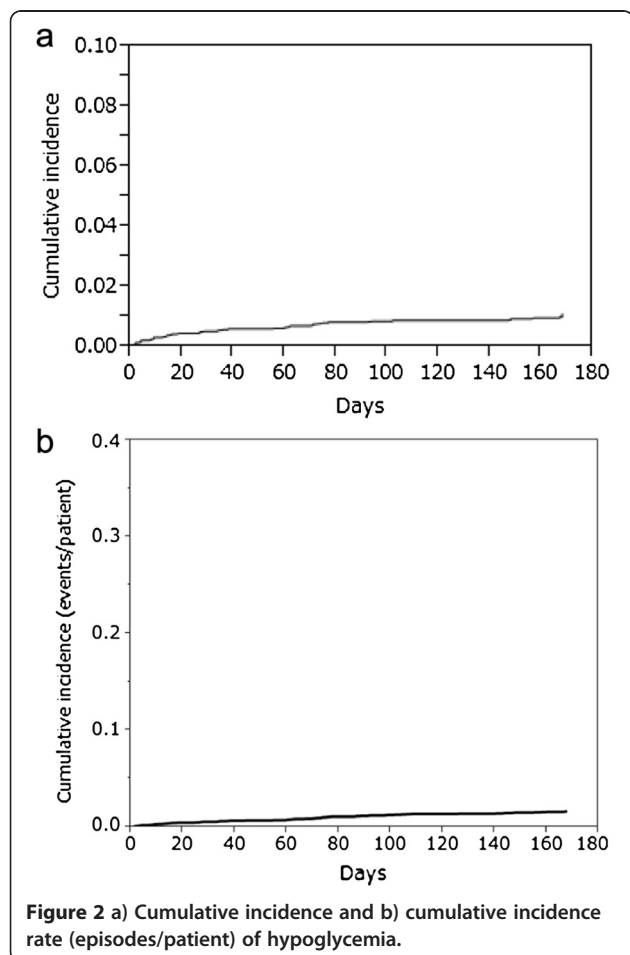 a
Cumulative incidence
0.10
0.08
0.06
0.04
0.02
0.00
0 20 40 60 80 100 120 140 160 180
Days
b
Cumulative incidence (events/patient)
0.4
0.3
0.2
0.1
0.0
0 20 40 60 80 100 120 140 160 180
Days
Figure 2 a) Cumulative incidence and b) cumulative incidence
rate (episodes/patient) of hypoglycemia.